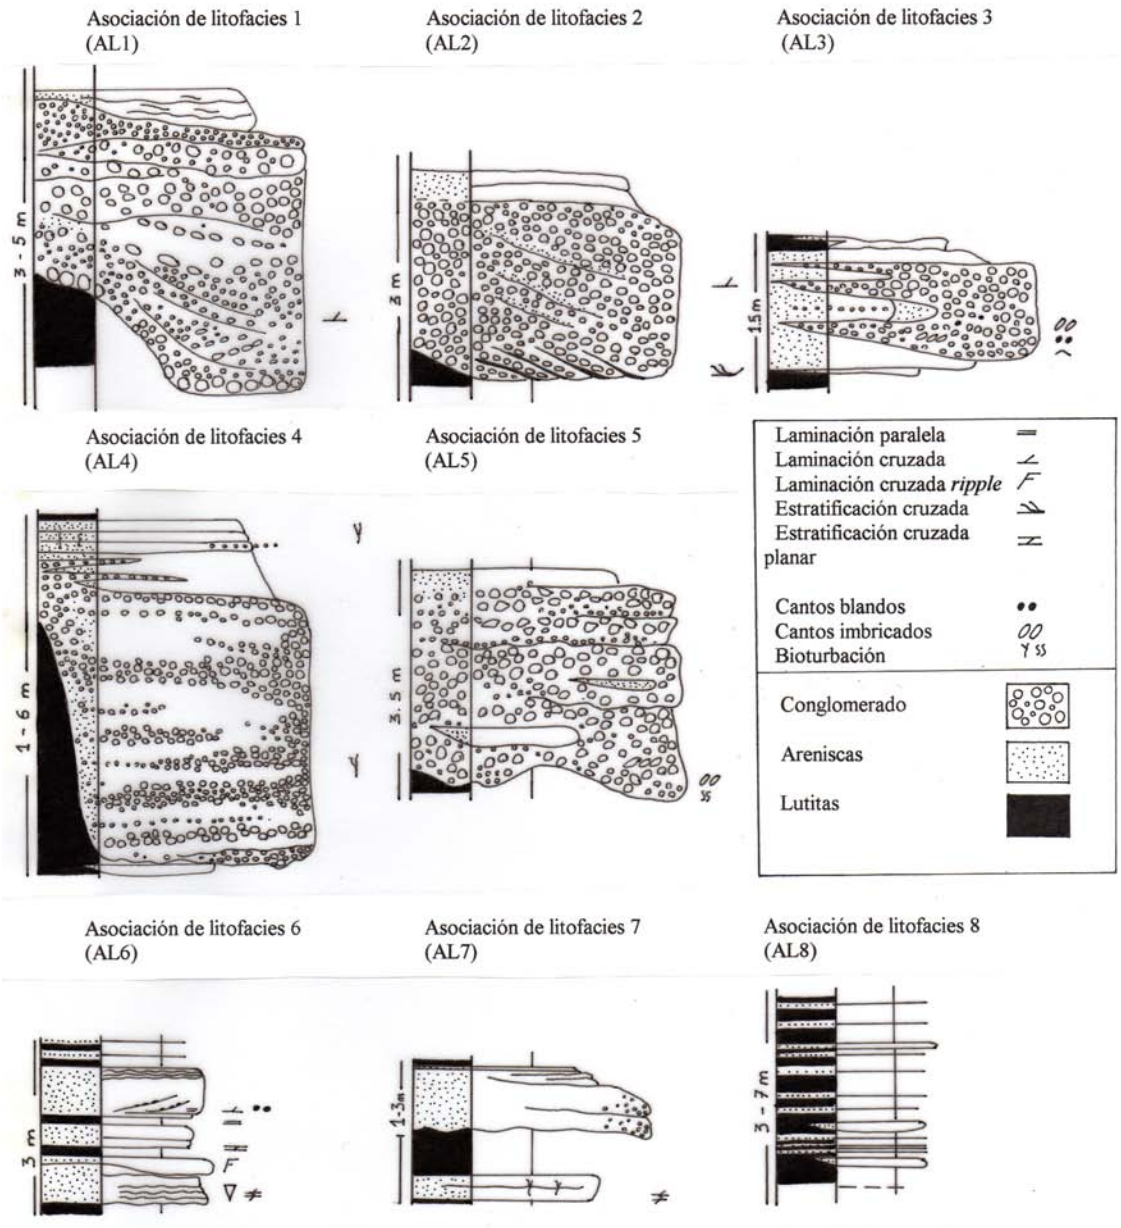 Asociación de litofacies 1
(AL1)
Asociación de litofacies 2
(AL2)
Asociación de litofacies 3
(AL3)
3 - 5 m
3 m
1.5 m
Asociación de litofacies 4
(AL4)
Asociación de litofacies 5
(AL5)
1 - 6 m
3.5 m
Laminación paralela
Laminación cruzada
Laminación cruzada ripple
Estratificación cruzada
Estratificación cruzada
planar
Cantos blandos
Cantos imbricados
Bioturbación
Conglomerado
Areniscas
Lutitas
Asociación de litofacies 6
(AL6)
Asociación de litofacies 7
(AL7)
Asociación de litofacies 8
(AL8)
3 m
1-3m
3 - 7 m